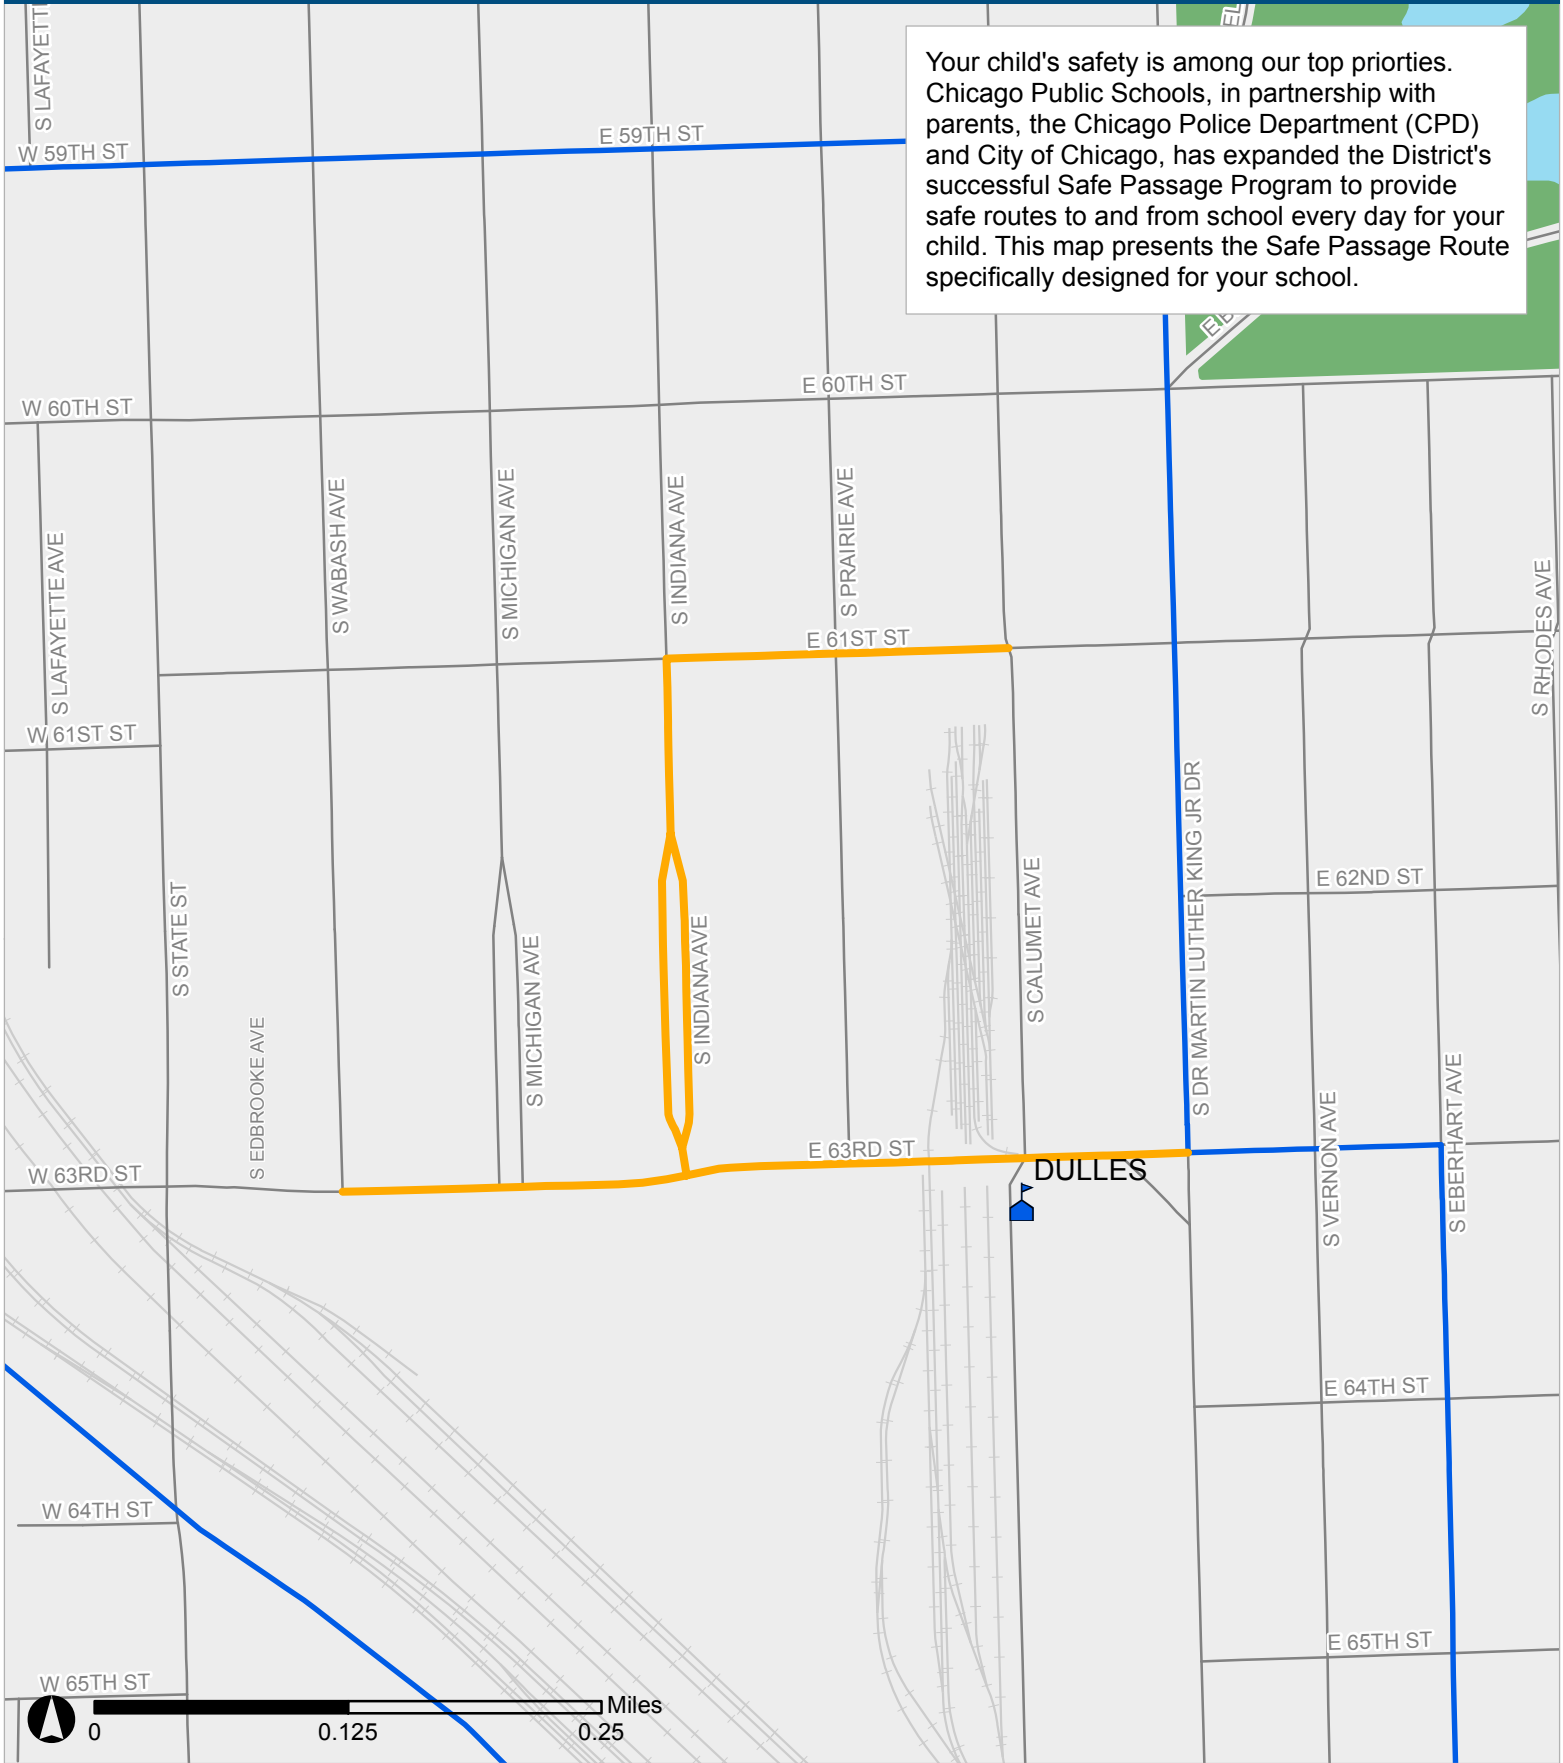 S LAFAYETT
EL
Your child's safety is among our top priorties.
Chicago Public Schools, in partnership with
parents, the Chicago Police Department (CPD)
and City of Chicago, has expanded the District's
successful Safe Passage Program to provide
safe routes to and from school every day for your
child. This map presents the Safe Passage Route
specifically designed for your school.
W 59TH ST
E 59TH ST
E B
W 60TH ST
E 60TH ST
S LAFAYETTE AVE
S WABASH AVE
S MICHIGAN AVE
S INDIANA AVE
S PRAIRIE AVE
S RHODES AVE
E 61ST ST
W 61ST ST
S STATE ST
S EDBROOKE AVE
S MICHIGAN AVE
S INDIANA AVE
S CALUMET AVE
S DR MARTIN LUTHER KING JR DR
E 62ND ST
S VERNON AVE
S EBERHART AVE
W 63RD ST
E 63RD ST
DULLES
E 64TH ST
W 64TH ST
E 65TH ST
W 65TH ST
Miles
0
0.125
0.25